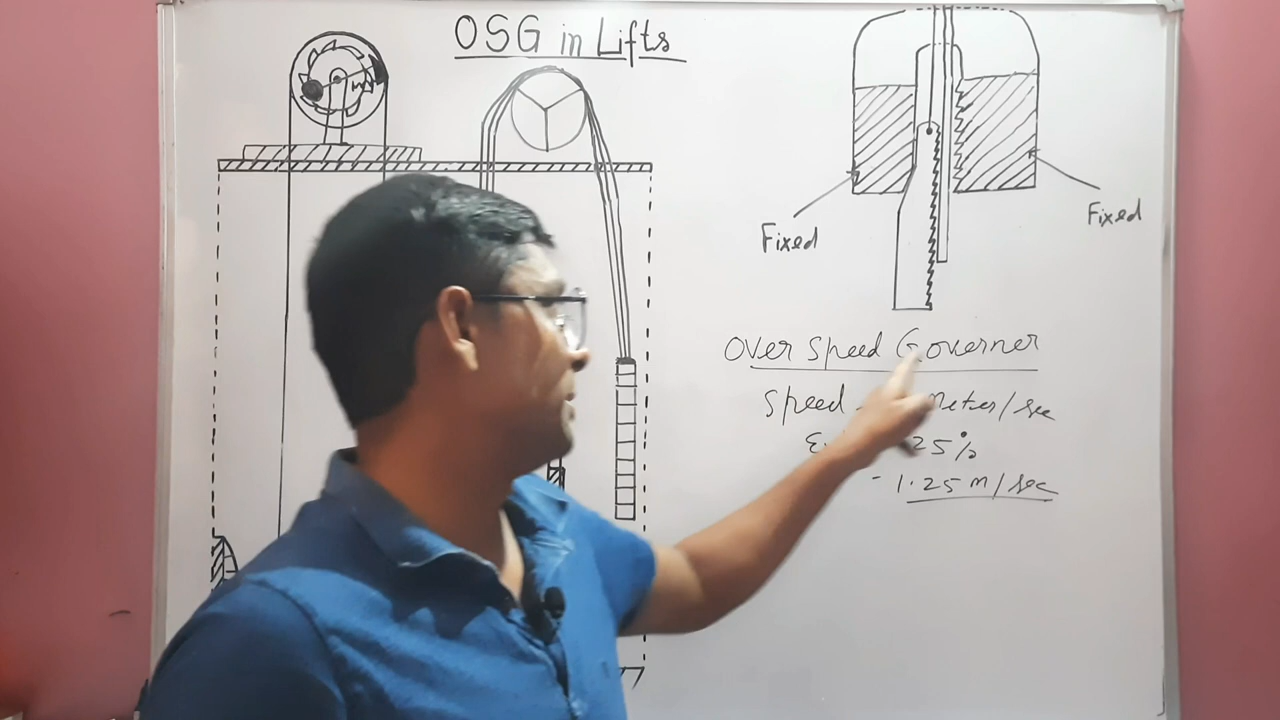 OSG in Lifts
Fixed
Fixed
Over Speed Governer
Speed - Meter/sec
25%
- 1.25 m/sec